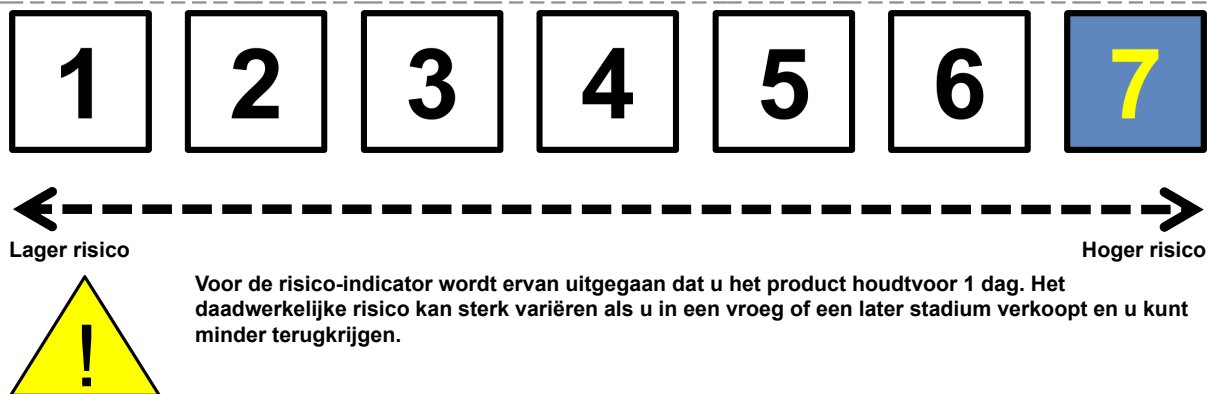 1 2 3 4 5 6 7
Lager risico Hoger risico
Voor de risico-indicator wordt ervan uitgegaan dat u het product houdtvoor 1 dag. Het
daadwerkelijke risico kan sterk variëren als u in een vroeg of een later stadium verkoopt en u kunt
minder terugkrijgen.
!